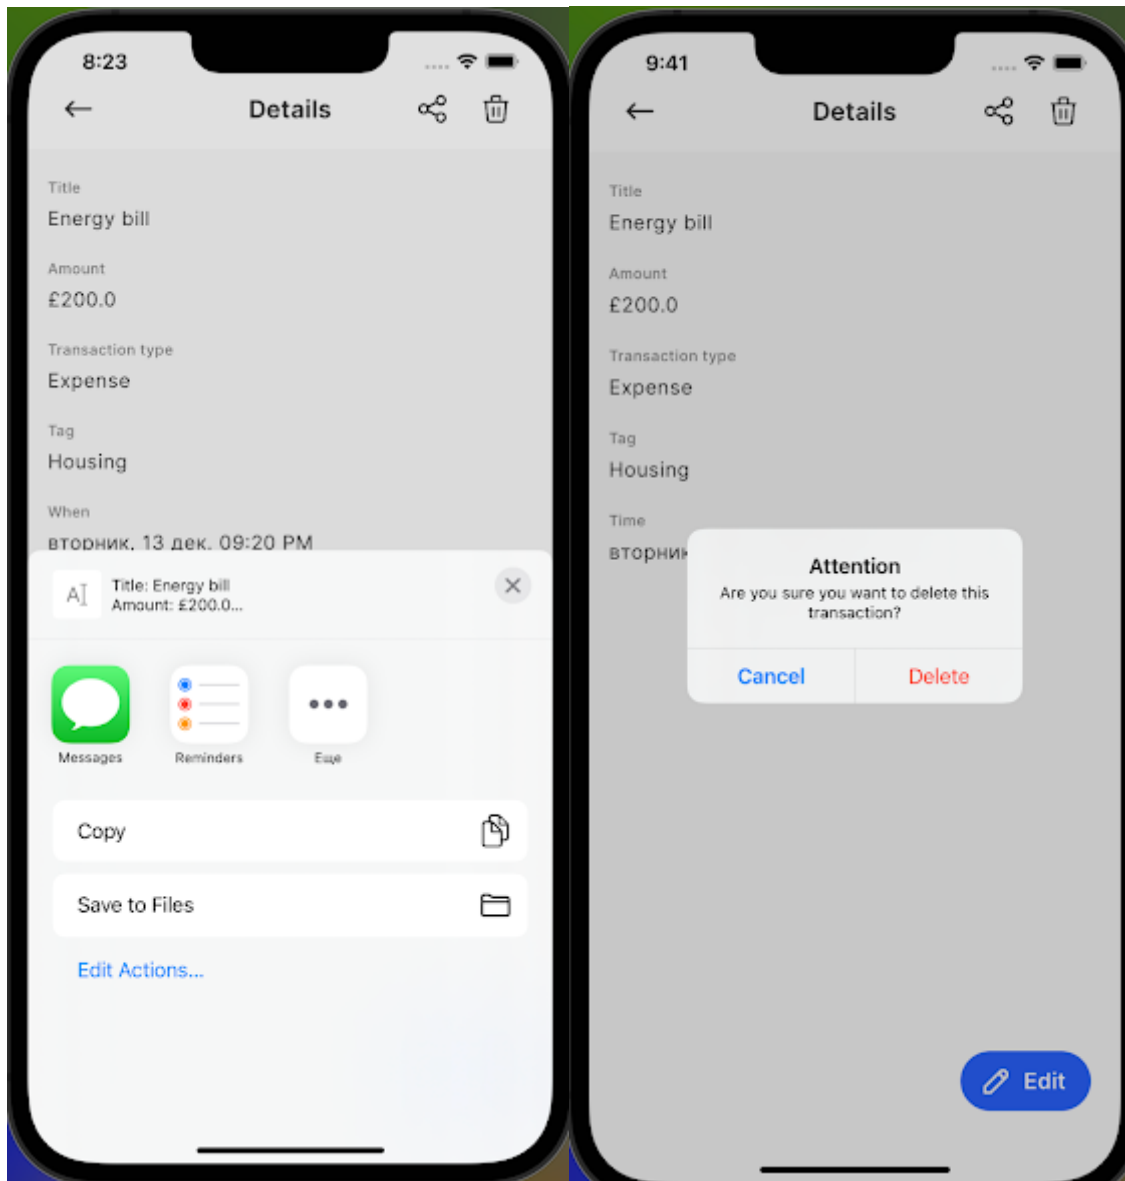 8:23
Details
Title
Energy bill
Amount
£200.0
Transaction type
Expense
Tag
Housing
When
вторник, 13 дек. 09:20 PM
Title: Energy bill
Amount: £200.0...
Messages
Reminders
Еще
Copy
Save to Files
Edit Actions...
9:41
Details
Title
Energy bill
Amount
£200.0
Transaction type
Expense
Tag
Housing
Time
вторник
Attention
Are you sure you want to delete this
transaction?
Cancel
Delete
Edit